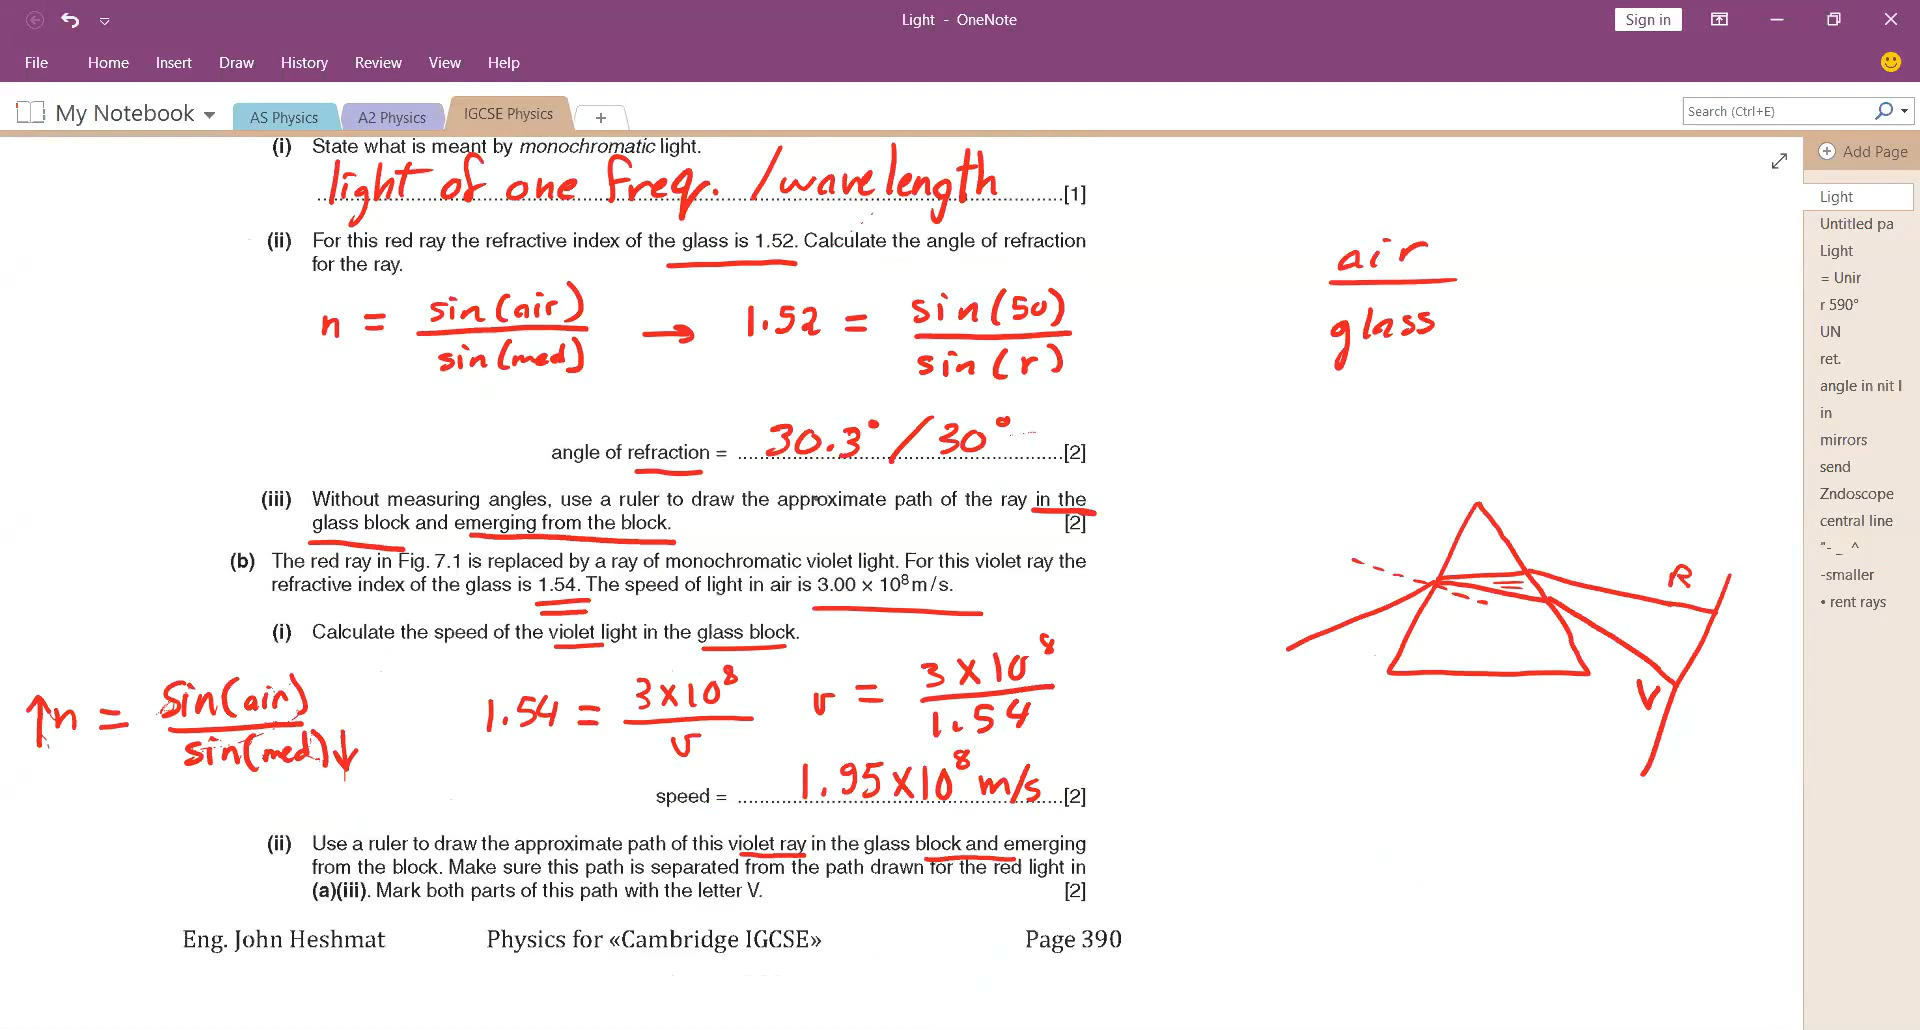 Light - OneNote
Sign in
File Home Insert Draw History Review View Help
My Notebook AS Physics A2 Physics IGCSE Physics +
Search (Ctrl+E)
Add Page
Light
Untitled pa
Light
= Unir
r 590°
UN
ret.
angle in nit l
in
mirrors
send
Zndoscope
central line
"- _ ^
-smaller
• rent rays
(i) State what is meant by monochromatic light.
light of one freq. / wavelength [1]
(ii) For this red ray the refractive index of the glass is 1.52. Calculate the angle of refraction
for the ray.
n = sin(air) / sin(med) → 1.52 = sin(50) / sin(r)
angle of refraction = 30.3° / 30° [2]
(iii) Without measuring angles, use a ruler to draw the approximate path of the ray in the
glass block and emerging from the block. [2]
(b) The red ray in Fig. 7.1 is replaced by a ray of monochromatic violet light. For this violet ray the
refractive index of the glass is 1.54. The speed of light in air is 3.00 × 10⁸ m/s.
(i) Calculate the speed of the violet light in the glass block.
↑n = sin(air) / sin(med)↓ 1.54 = 3×10⁸ / v v = 3×10⁸ / 1.54
speed = 1.95×10⁸ m/s [2]
(ii) Use a ruler to draw the approximate path of this violet ray in the glass block and emerging
from the block. Make sure this path is separated from the path drawn for the red light in
(a)(iii). Mark both parts of this path with the letter V. [2]
Eng. John Heshmat Physics for «Cambridge IGCSE» Page 390
air
glass
R
V